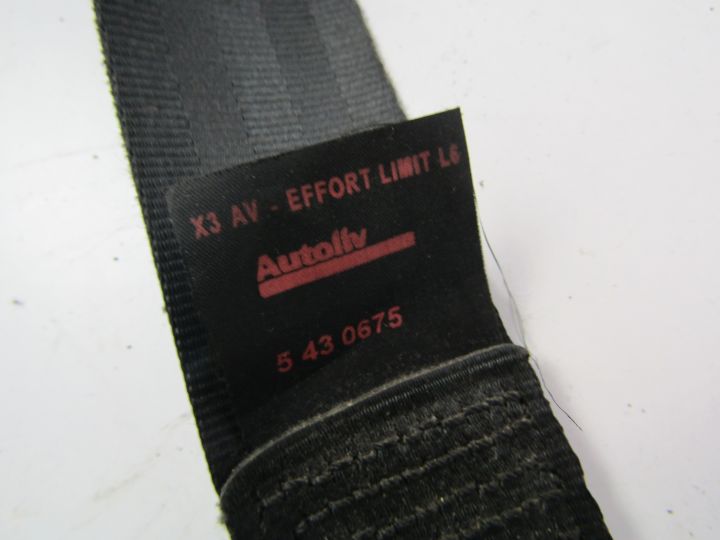 X3 AV - EFFORT LIMIT L6
Autoliv
5 43 0675